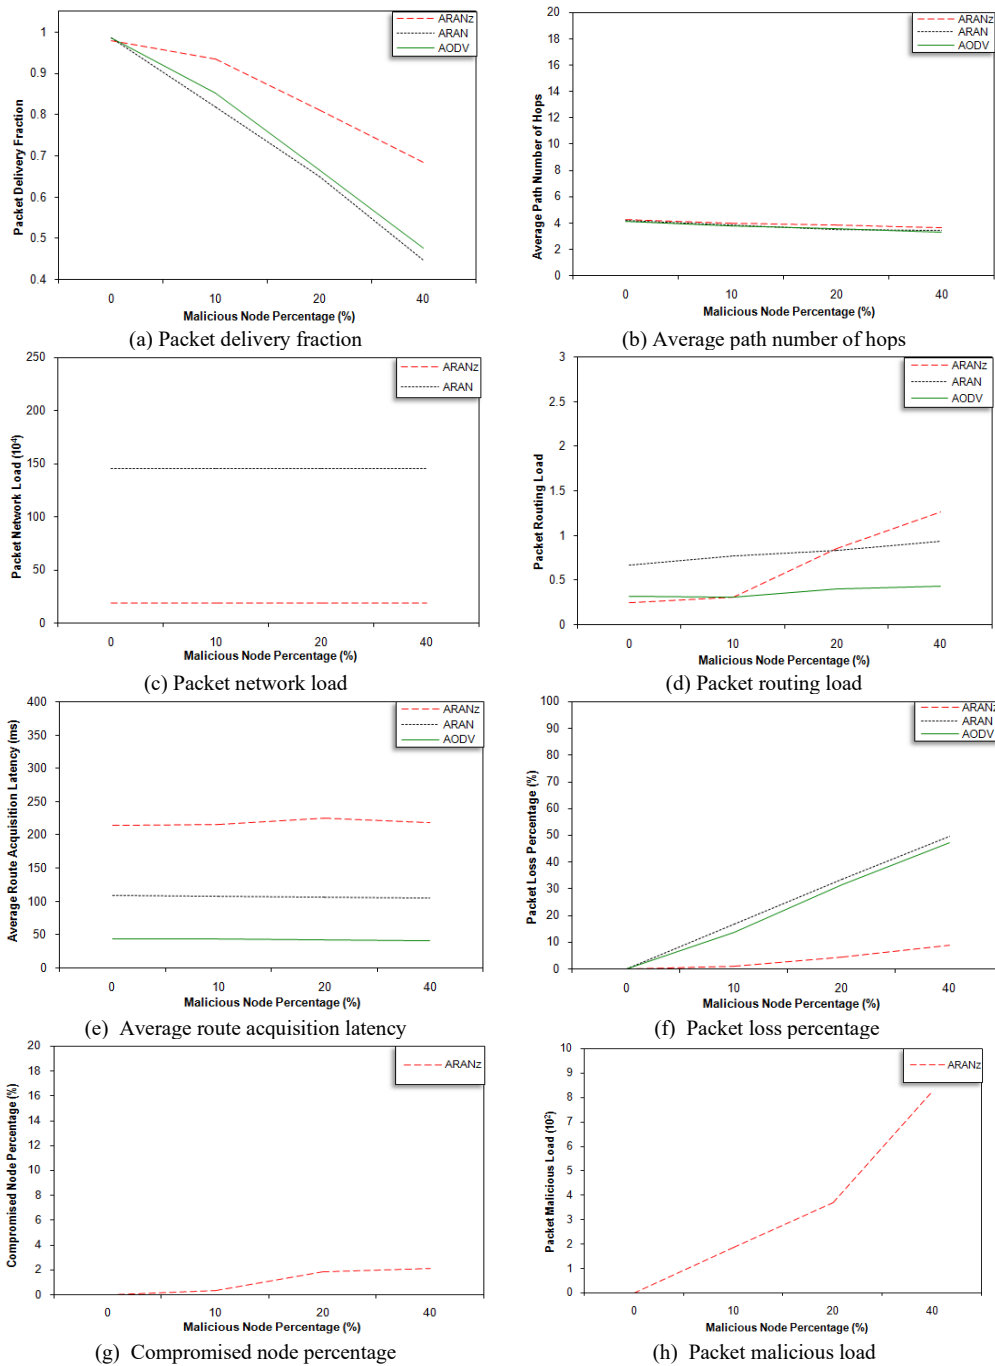 ARANz
ARAN
AODV
1
0.9
0.8
0.7
0.6
0.5
0.4
Packet Delivery Fraction
0 10 20 40
Malicious Node Percentage (%)
(a) Packet delivery fraction
ARANz
ARAN
AODV
20
18
16
14
12
10
8
6
4
2
0
Average Path Number of Hops
0 10 20 40
Malicious Node Percentage (%)
(b) Average path number of hops
ARANz
ARAN
250
200
150
100
50
0
Packet Network Load (10⁴)
0 10 20 40
Malicious Node Percentage (%)
(c) Packet network load
ARANz
ARAN
AODV
3
2.5
2
1.5
1
0.5
0
Packet Routing Load
0 10 20 40
Malicious Node Percentage (%)
(d) Packet routing load
ARANz
ARAN
AODV
400
350
300
250
200
150
100
50
0
Average Route Acquisition Latency (ms)
0 10 20 40
Malicious Node Percentage (%)
(e) Average route acquisition latency
ARANz
ARAN
AODV
100
90
80
70
60
50
40
30
20
10
0
Packet Loss Percentage (%)
0 10 20 40
Malicious Node Percentage (%)
(f) Packet loss percentage
ARANz
20
18
16
14
12
10
8
6
4
2
0
Compromised Node Percentage (%)
0 10 20 40
Malicious Node Percentage (%)
(g) Compromised node percentage
ARANz
10
9
8
7
6
5
4
3
2
1
0
Packet Malicious Load (10²)
0 10 20 40
Malicious Node Percentage (%)
(h) Packet malicious load